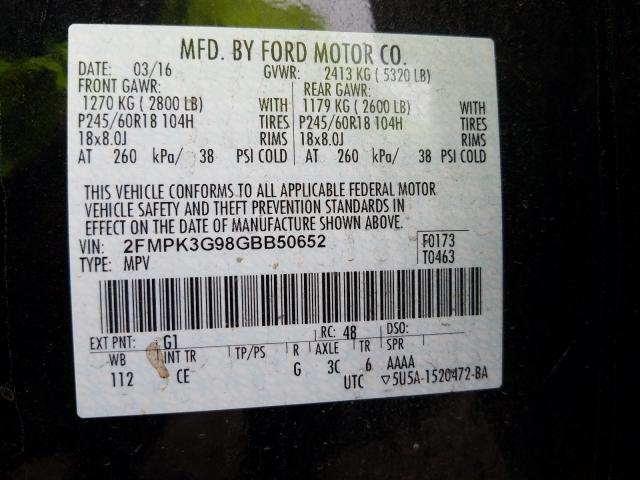 MFD. BY FORD MOTOR CO.
DATE: 03/16 GVWR: 2413 KG ( 5320 LB)
FRONT GAWR: REAR GAWR:
1270 KG ( 2800 LB) WITH 1179 KG ( 2600 LB) WITH
P245/60R18 104H TIRES P245/60R18 104H TIRES
18x8.0J RIMS 18x8.0J RIMS
AT 260 kPa/ 38 PSI COLD AT 260 kPa/ 38 PSI COLD
THIS VEHICLE CONFORMS TO ALL APPLICABLE FEDERAL MOTOR
VEHICLE SAFETY AND THEFT PREVENTION STANDARDS IN
EFFECT ON THE DATE OF MANUFACTURE SHOWN ABOVE.
VIN: 2FMPK3G98GBB50652 F0173
TYPE: MPV T0463
EXT PNT: G1 RC: 48 DSO:
WB INT TR TP/PS R AXLE TR SPR
112 CE G 3C 6 AAAA
UTC ▽5U5A-1520472-BA